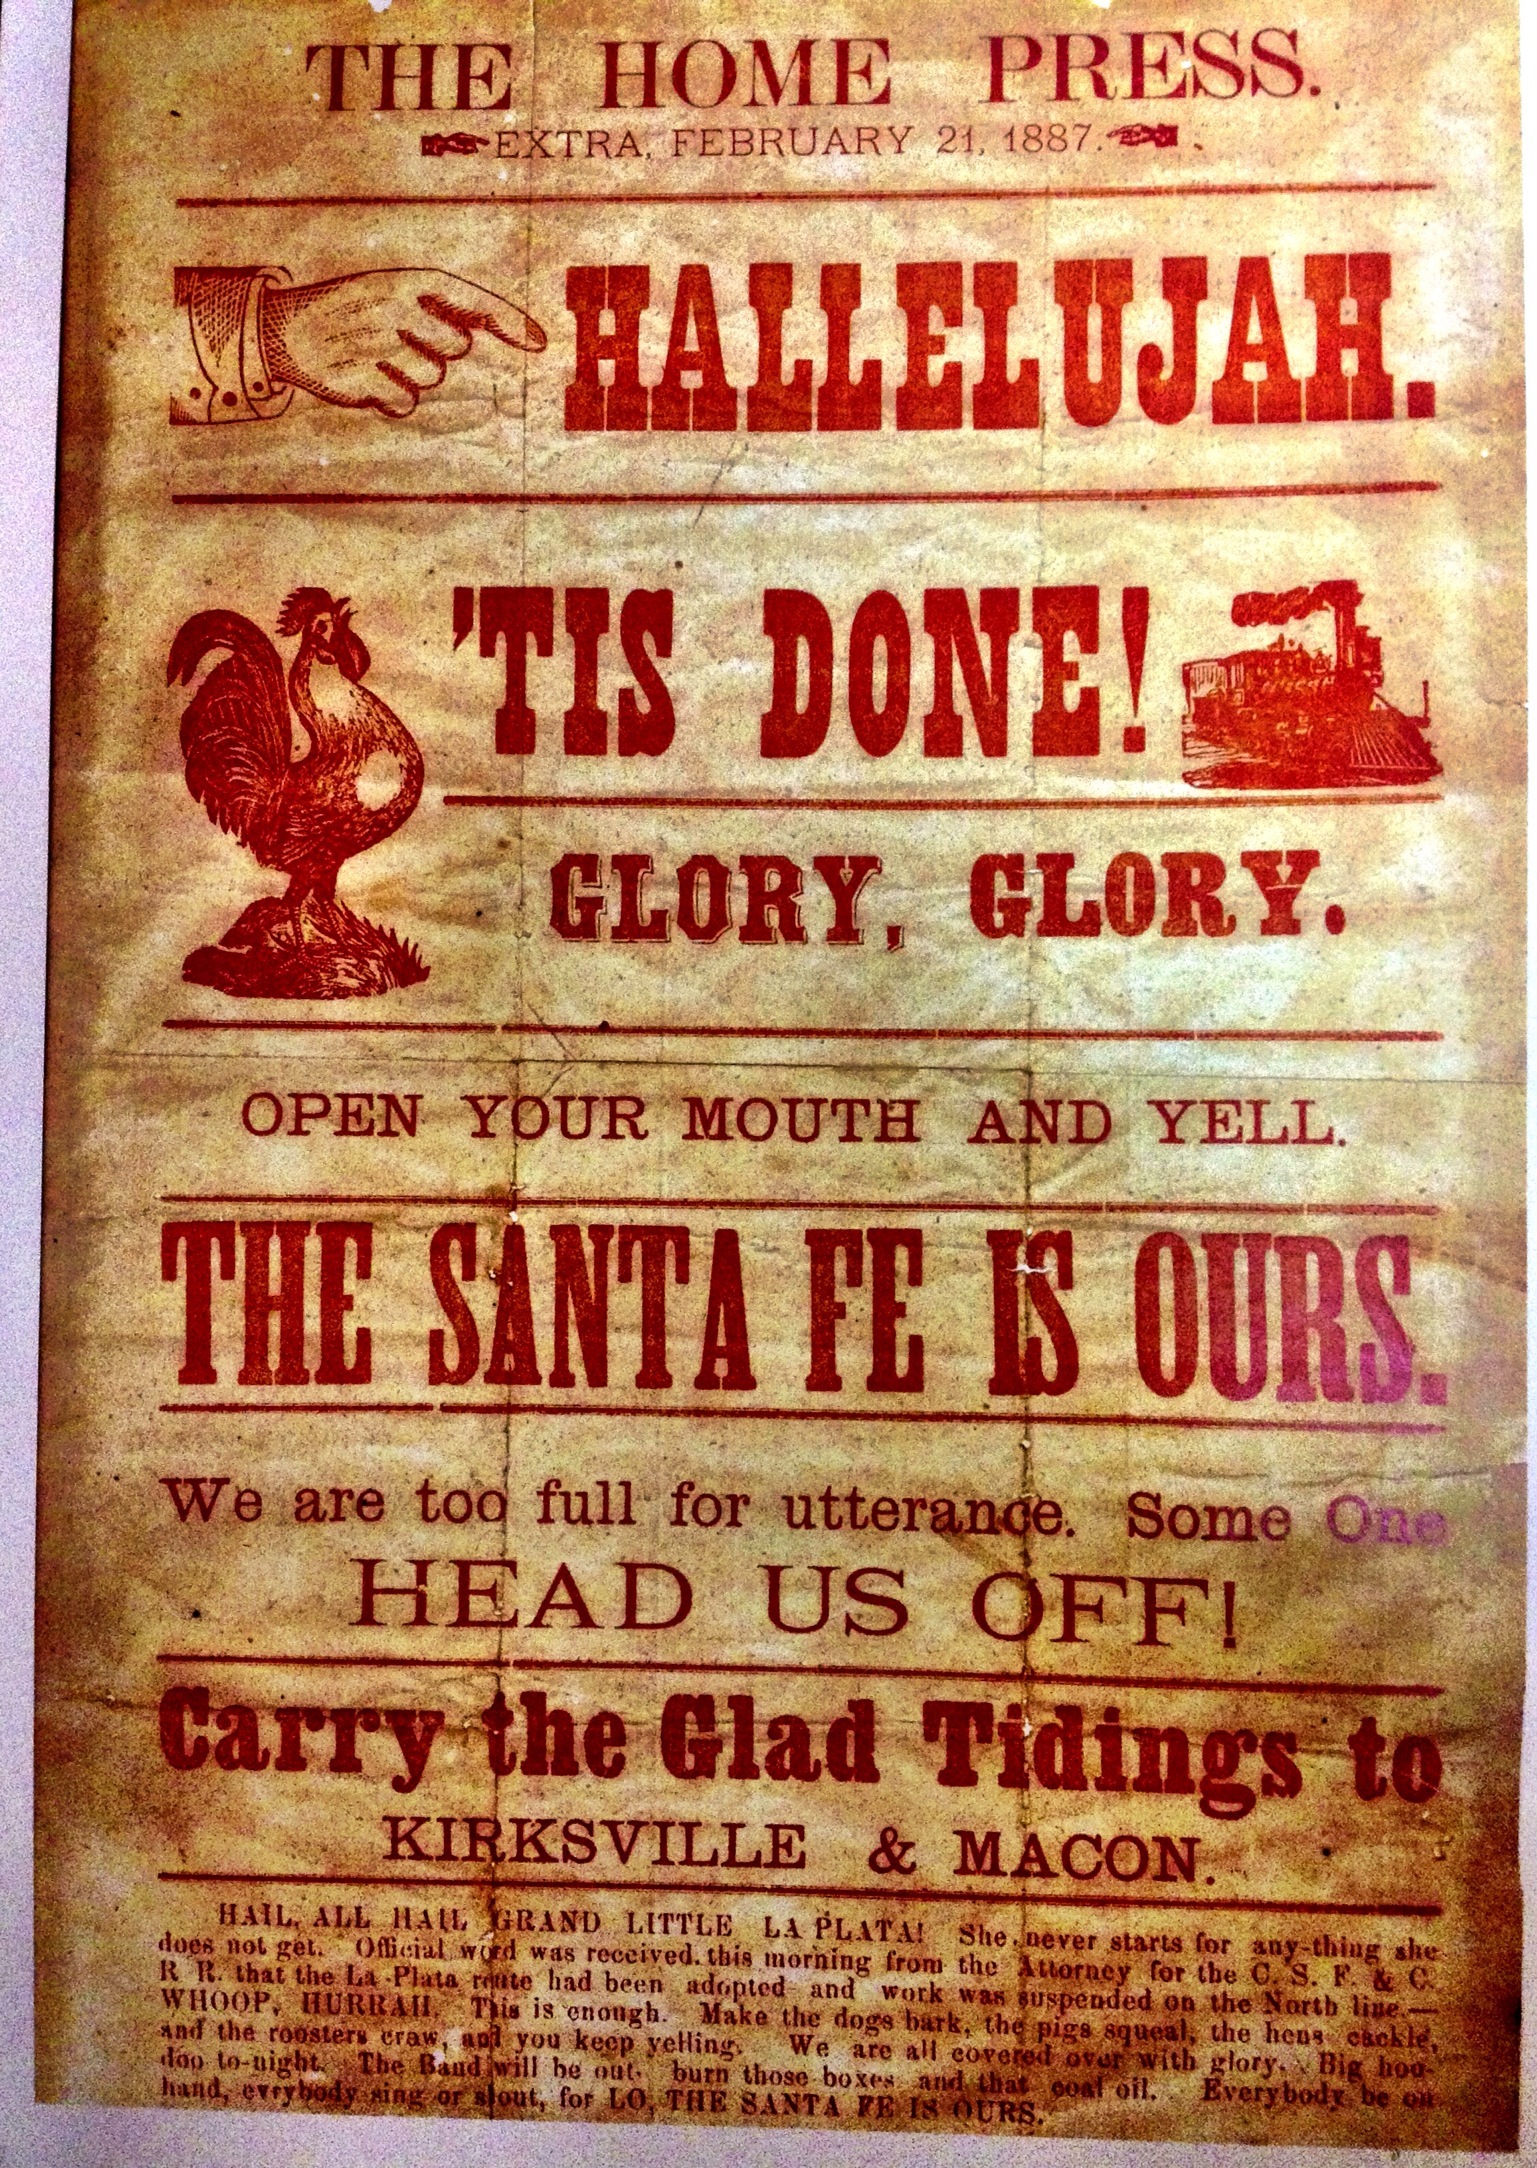 THE HOME PRESS.
EXTRA, FEBRUARY 21, 1887.
HALLELUJAH.
'TIS DONE!
GLORY, GLORY.
OPEN YOUR MOUTH AND YELL.
THE SANTA FE IS OURS.
We are too full for utterance. Some One
HEAD US OFF!
Carry the Glad Tidings to
KIRKSVILLE & MACON.
HAIL, ALL HAIL GRAND LITTLE LA PLATA! She never starts for any-thing she
does not get. Official word was received this morning from the Attorney for the C. S. F. & C.
R R. that the La Plata route had been adopted and work was suspended on the North line.—
WHOOP, HURRAH. This is enough. Make the dogs bark, the pigs squeal, the hens cackle,
and the roosters craw, and you keep yelling. We are all covered over with glory. Big hoo-
doo to-night. The Band will be out. burn those boxes and that coal oil. Everybody be on
hand, evrybody sing or shout, for LO, THE SANTA FE IS OURS.